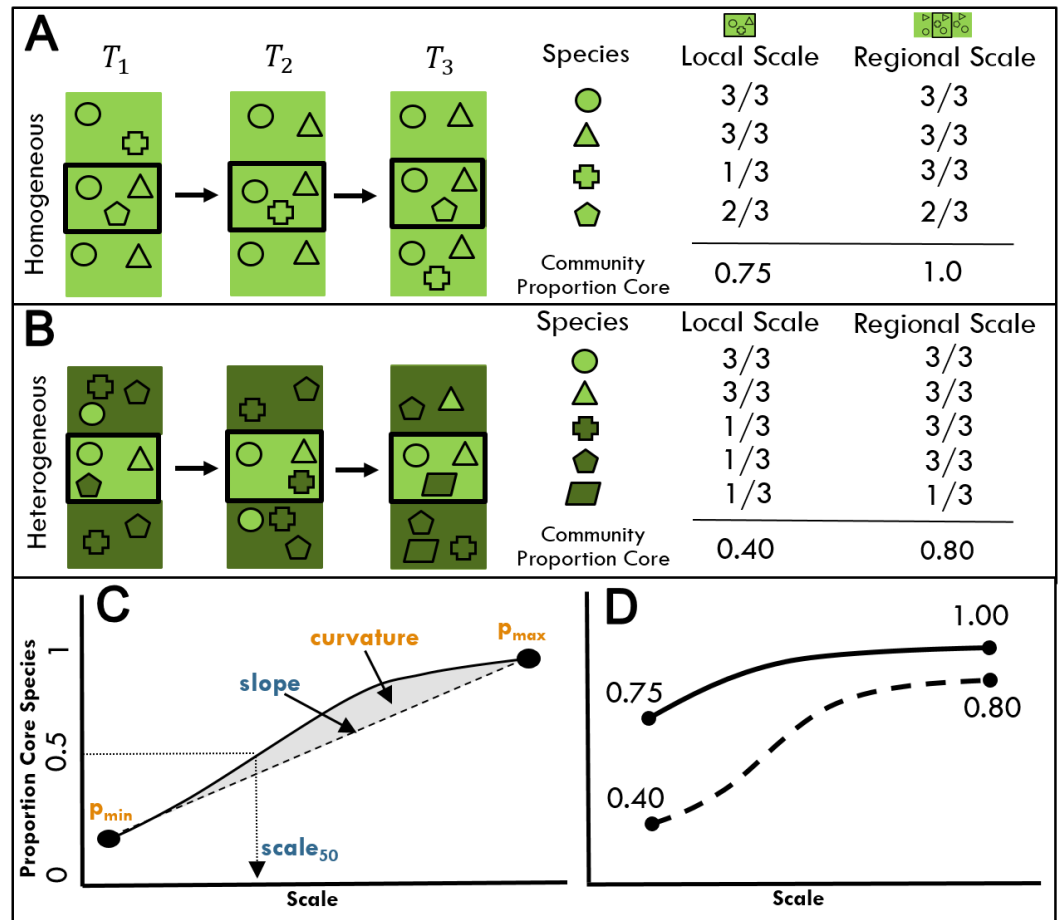 A
T₁ T₂ T₃ Species Local Scale Regional Scale
Homogeneous
3/3 3/3
3/3 3/3
1/3 3/3
2/3 2/3
Community
Proportion Core 0.75 1.0
B
Species Local Scale Regional Scale
Heterogeneous
3/3 3/3
3/3 3/3
1/3 3/3
1/3 3/3
1/3 1/3
Community
Proportion Core 0.40 0.80
C
Proportion Core Species
1
0.5
0
pmax
curvature
slope
pmin
scale₅₀
Scale
D
1.00
0.75
0.80
0.40
Scale